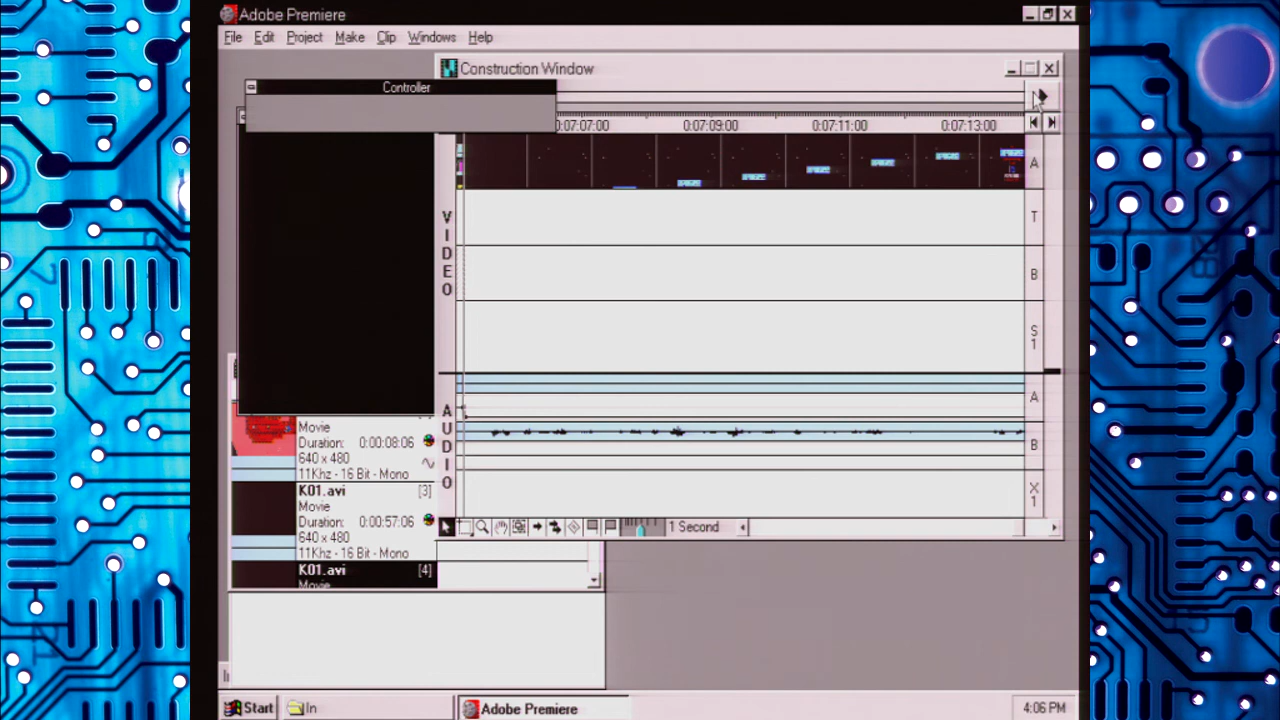 Adobe Premiere
File Edit Project Make Clip Windows Help
Construction Window
Controller
0:07:07:00 0:07:09:00 0:07:11:00 0:07:13:00
VIDEO
A
T
B
S
1
AUDIO
A
B
X
1
Movie
Duration: 0:00:08:06
640 x 480
11Khz - 16 Bit - Mono
K01.avi [3]
Movie
Duration: 0:00:57:06
640 x 480
11Khz - 16 Bit - Mono
K01.avi [4]
Movie
1 Second
Start In Adobe Premiere 4:06 PM